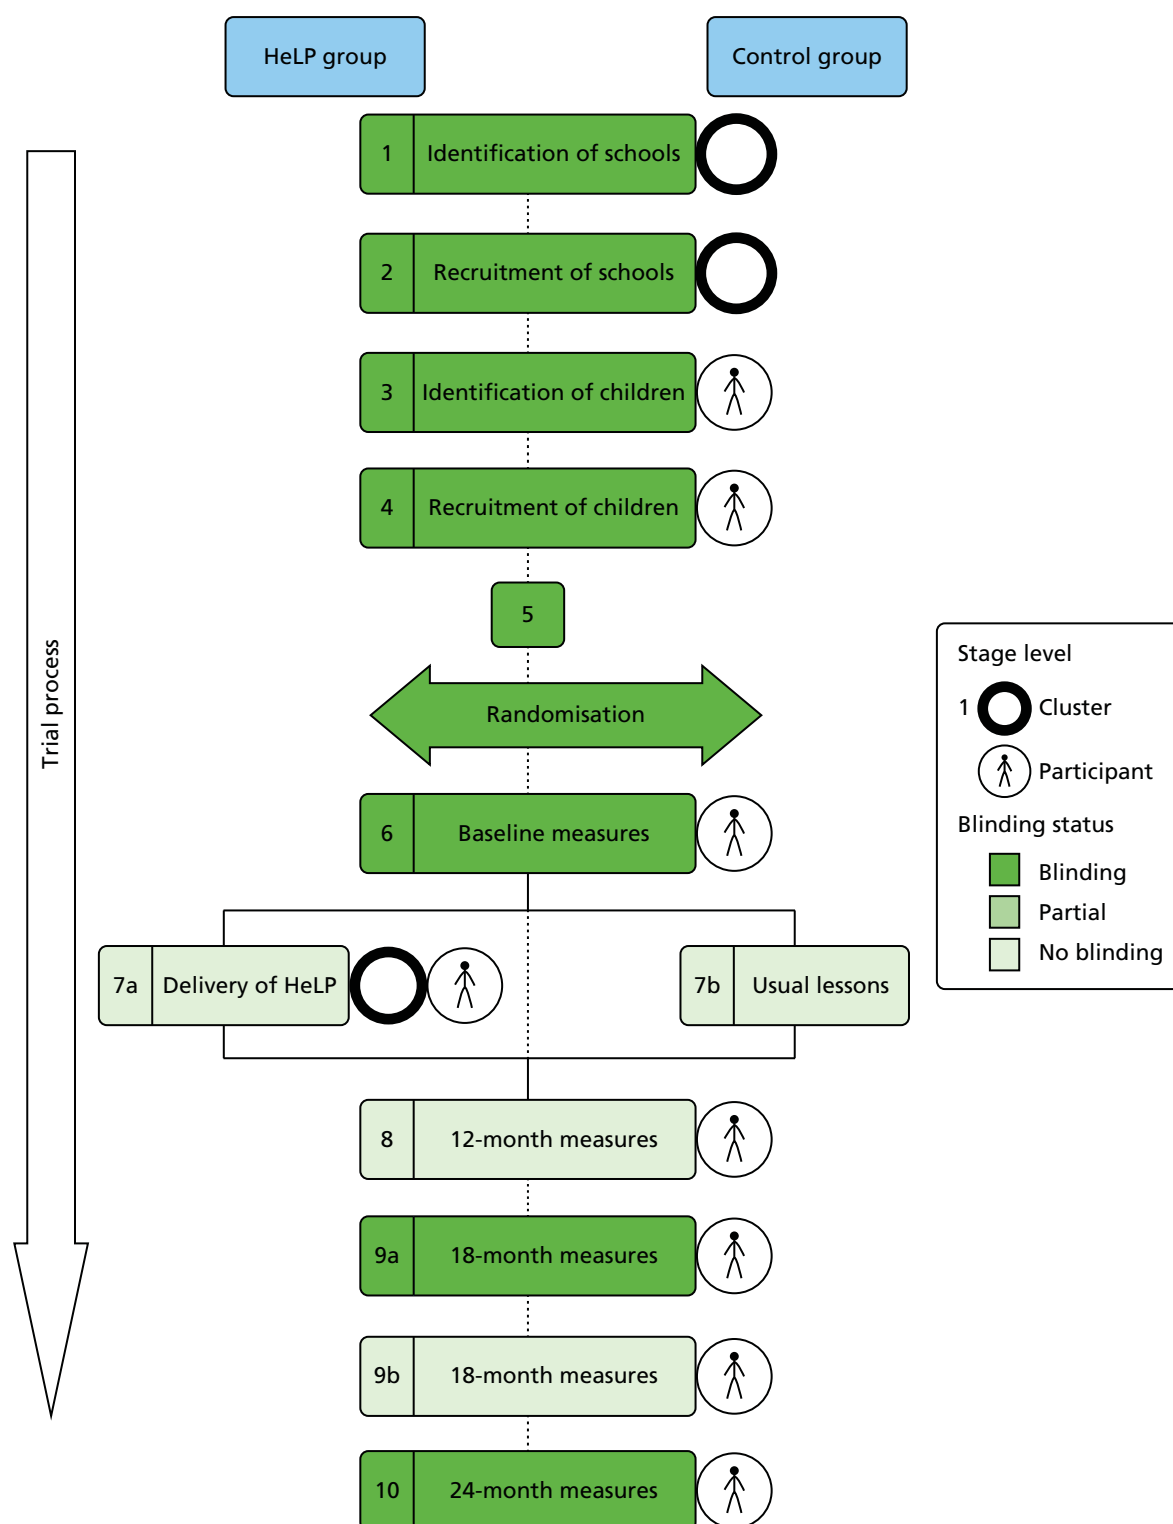 HeLP group
Control group
1 Identification of schools
2 Recruitment of schools
3 Identification of children
4 Recruitment of children
5
Randomisation
Trial process
6 Baseline measures
7a Delivery of HeLP
7b Usual lessons
8 12-month measures
9a 18-month measures
9b 18-month measures
10 24-month measures
Stage level
1 Cluster
Participant
Blinding status
Blinding
Partial
No blinding